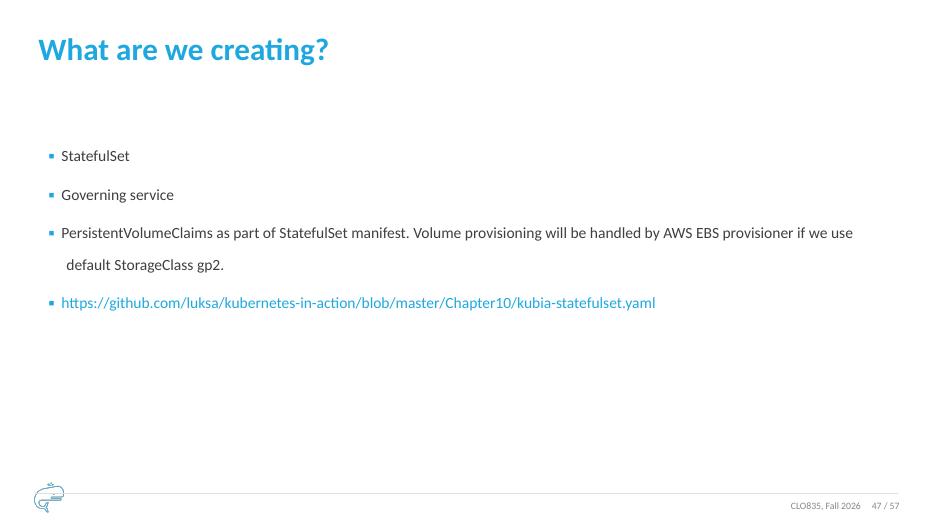 What are we creating?
▪ StatefulSet
▪ Governing service
▪ PersistentVolumeClaims as part of StatefulSet manifest. Volume provisioning will be handled by AWS EBS provisioner if we use
default StorageClass gp2.
▪ https://github.com/luksa/kubernetes-in-action/blob/master/Chapter10/kubia-statefulset.yaml
CLO835, Fall 2026 47 / 57